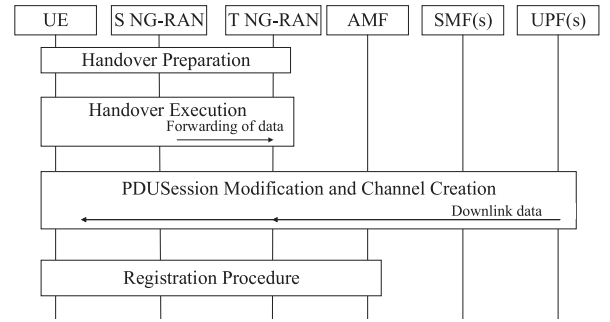 UE S NG-RAN T NG-RAN AMF SMF(s) UPF(s)
Handover Preparation
Handover Execution
Forwarding of data
PDUSession Modification and Channel Creation
Downlink data
Registration Procedure